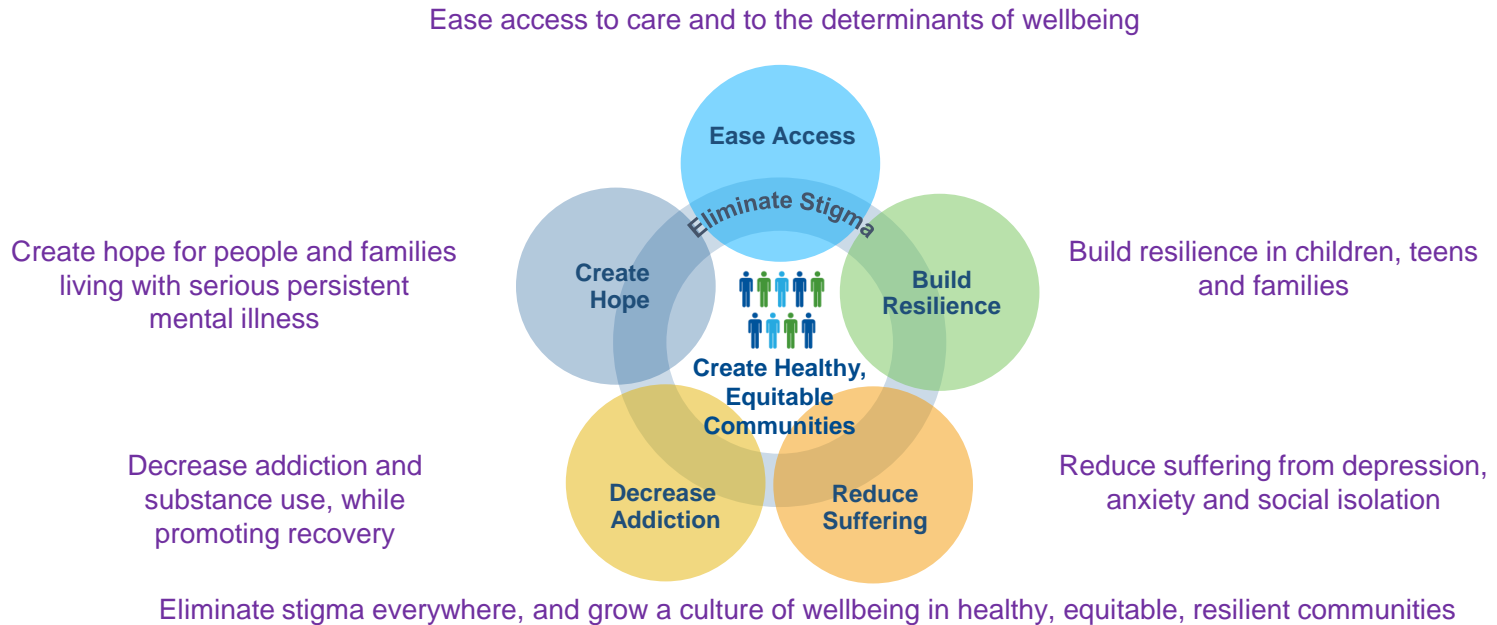 Ease access to care and to the determinants of wellbeing
Ease Access
Eliminate Stigma
Create hope for people and families
living with serious persistent
mental illness
Create
Hope
Build
Resilience
Build resilience in children, teens
and families
Create Healthy,
Equitable
Communities
Decrease addiction and
substance use, while
promoting recovery
Decrease
Addiction
Reduce
Suffering
Reduce suffering from depression,
anxiety and social isolation
Eliminate stigma everywhere, and grow a culture of wellbeing in healthy, equitable, resilient communities